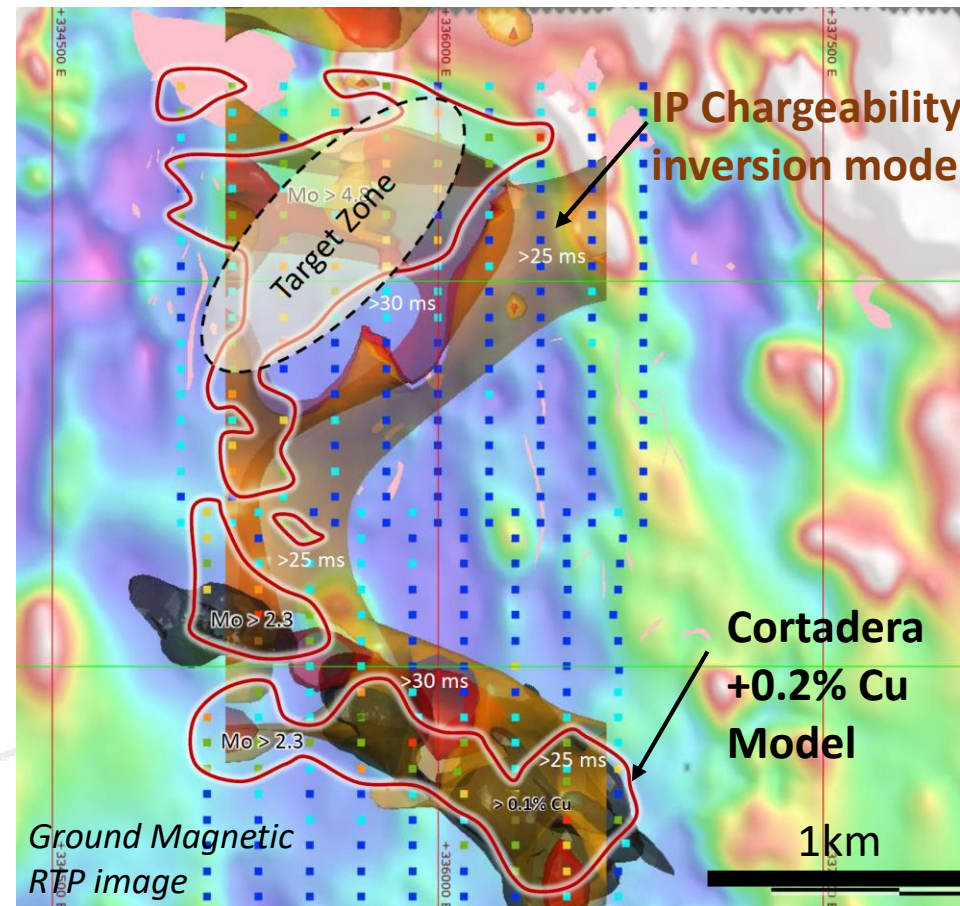 +334500 E
+336000 E
+337500 E
IP Chargeability
inversion mode
Mo > 4.8
Target Zone
>25 ms
>30 ms
>25 ms
Mo > 2.3
Cortadera
+0.2% Cu
Model
>30 ms
Mo > 2.3
>25 ms
> 0.1% Cu
Ground Magnetic
RTP image
1km
+336000 E